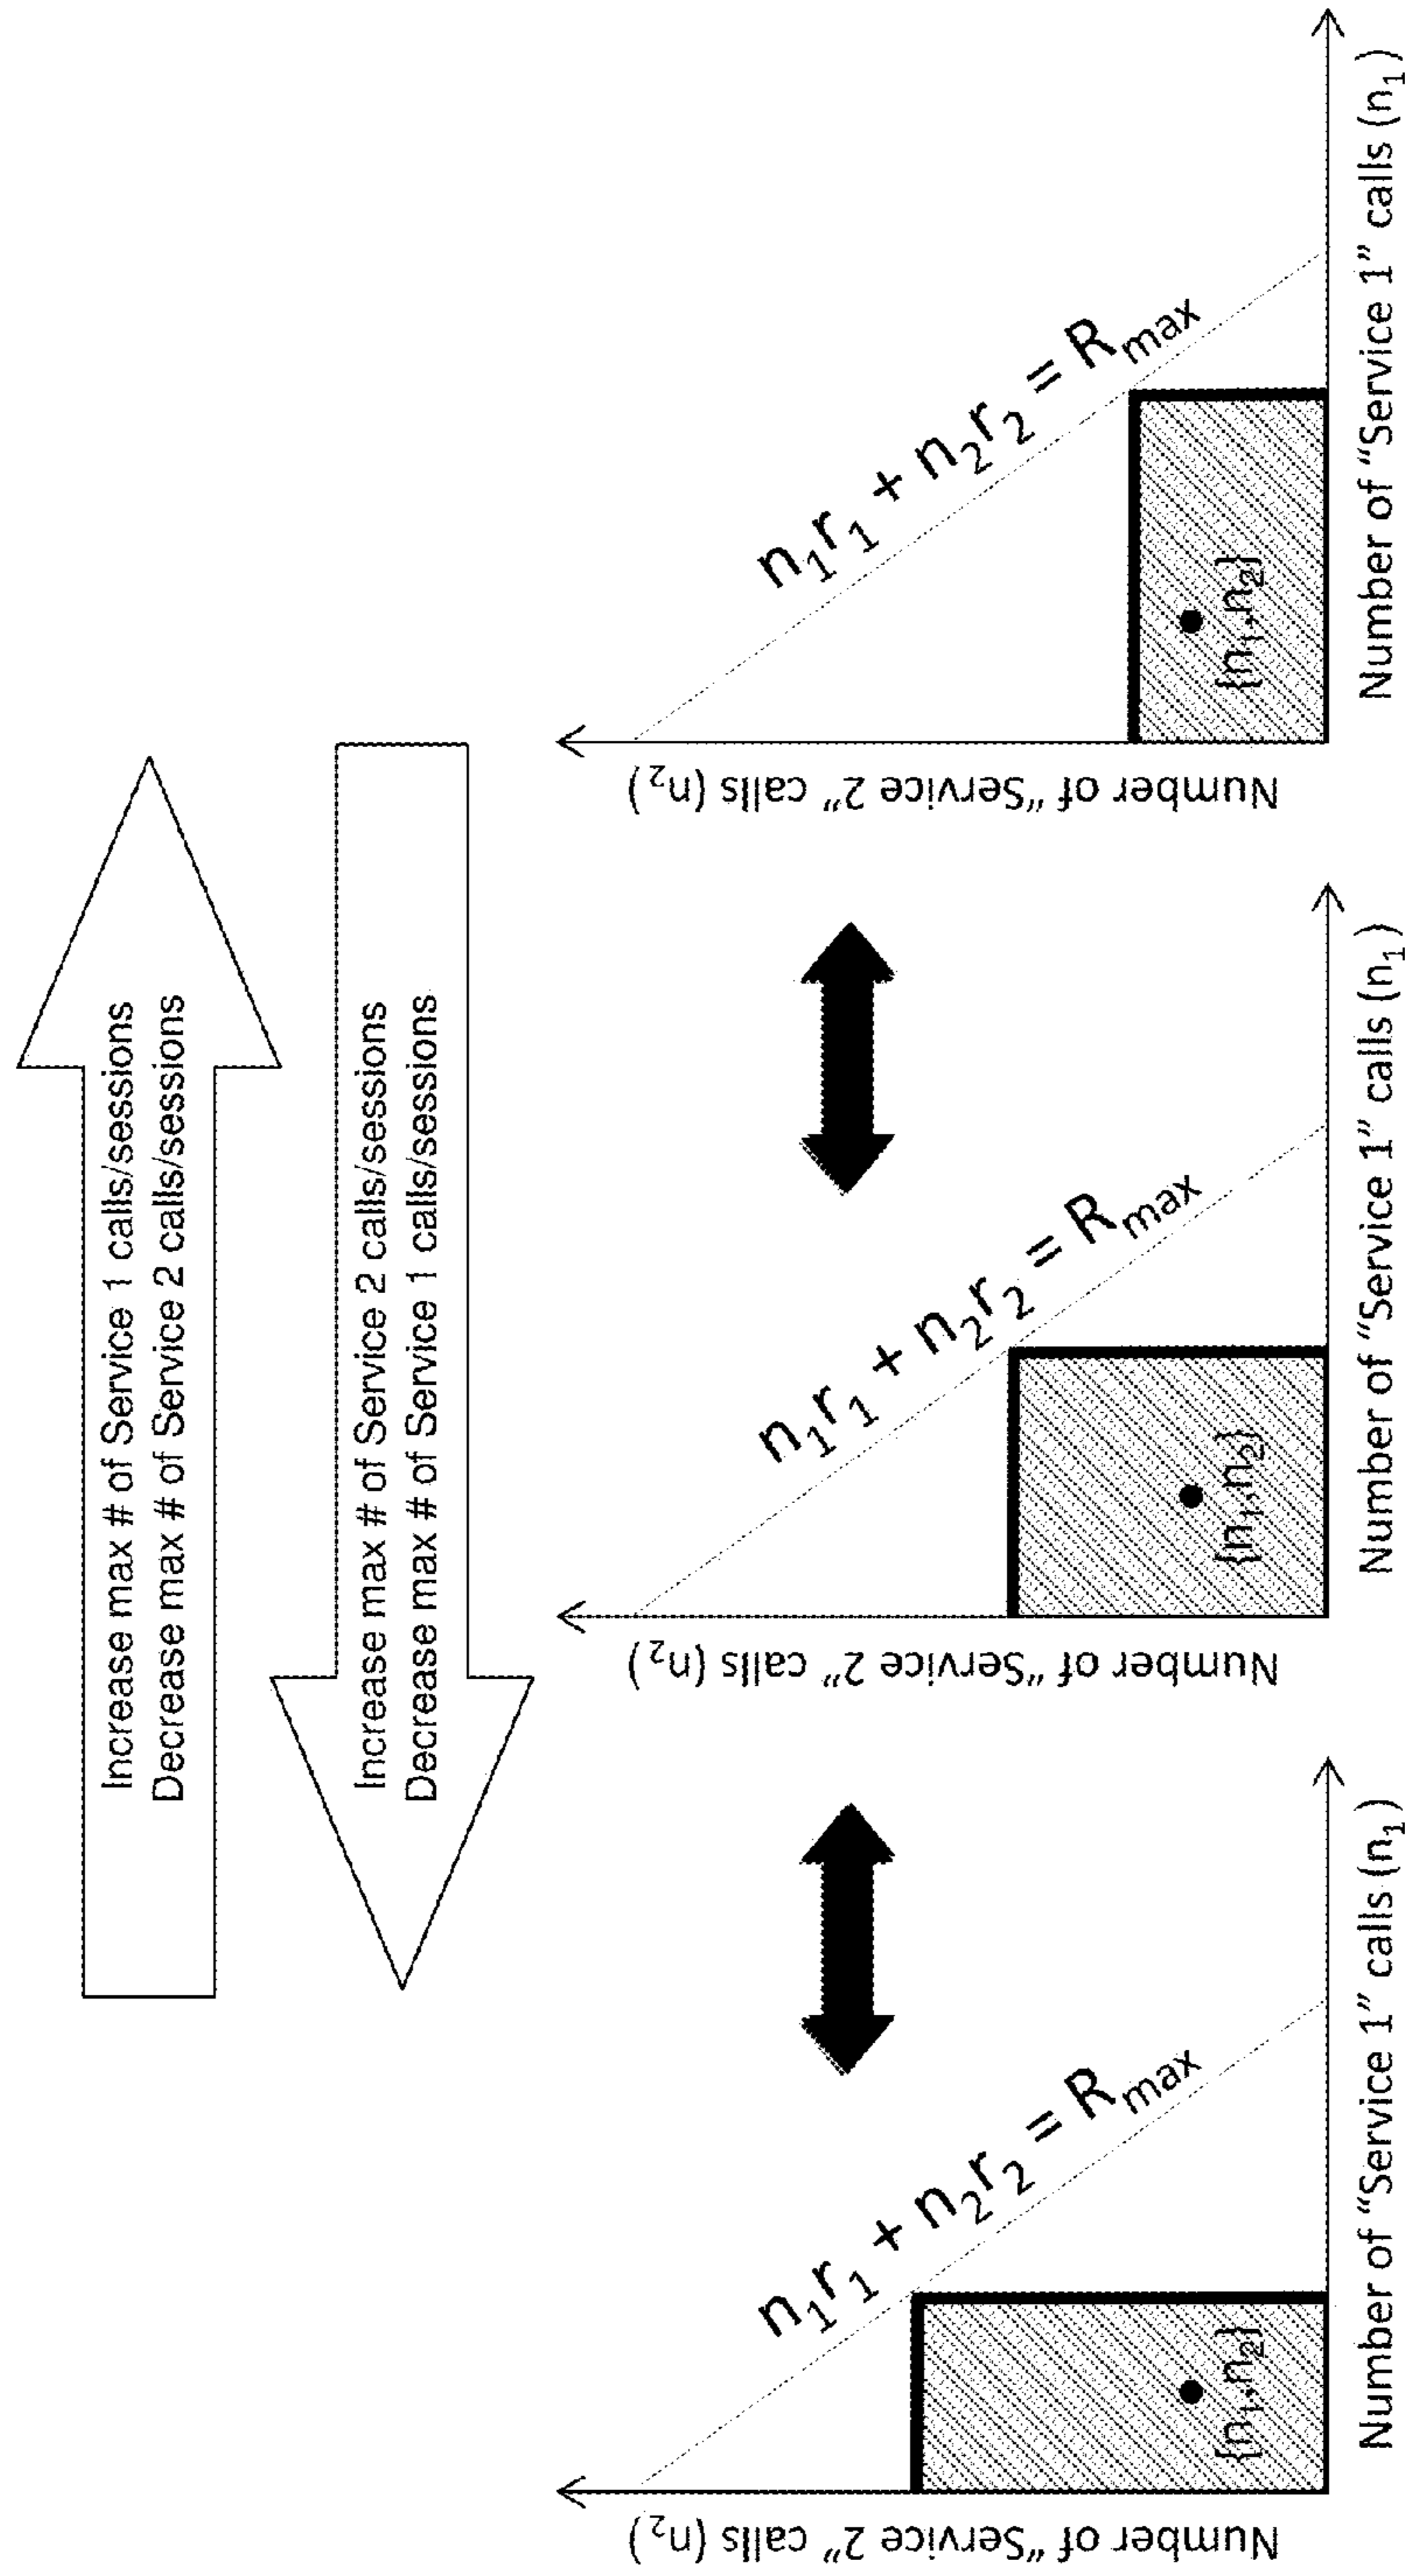 Increase max # of Service 1 calls/sessions
Decrease max # of Service 2 calls/sessions
Increase max # of Service 2 calls/sessions
Decrease max # of Service 1 calls/sessions
Number of “Service 2” calls (n₂)
n₁r₁ + n₂r₂ = Rₘₐₓ
{n₁,n₂}
Number of “Service 1” calls (n₁)
Number of “Service 2” calls (n₂)
n₁r₁ + n₂r₂ = Rₘₐₓ
{n₁,n₂}
Number of “Service 1” calls (n₁)
Number of “Service 2” calls (n₂)
n₁r₁ + n₂r₂ = Rₘₐₓ
{n₁,n₂}
Number of “Service 1” calls (n₁)